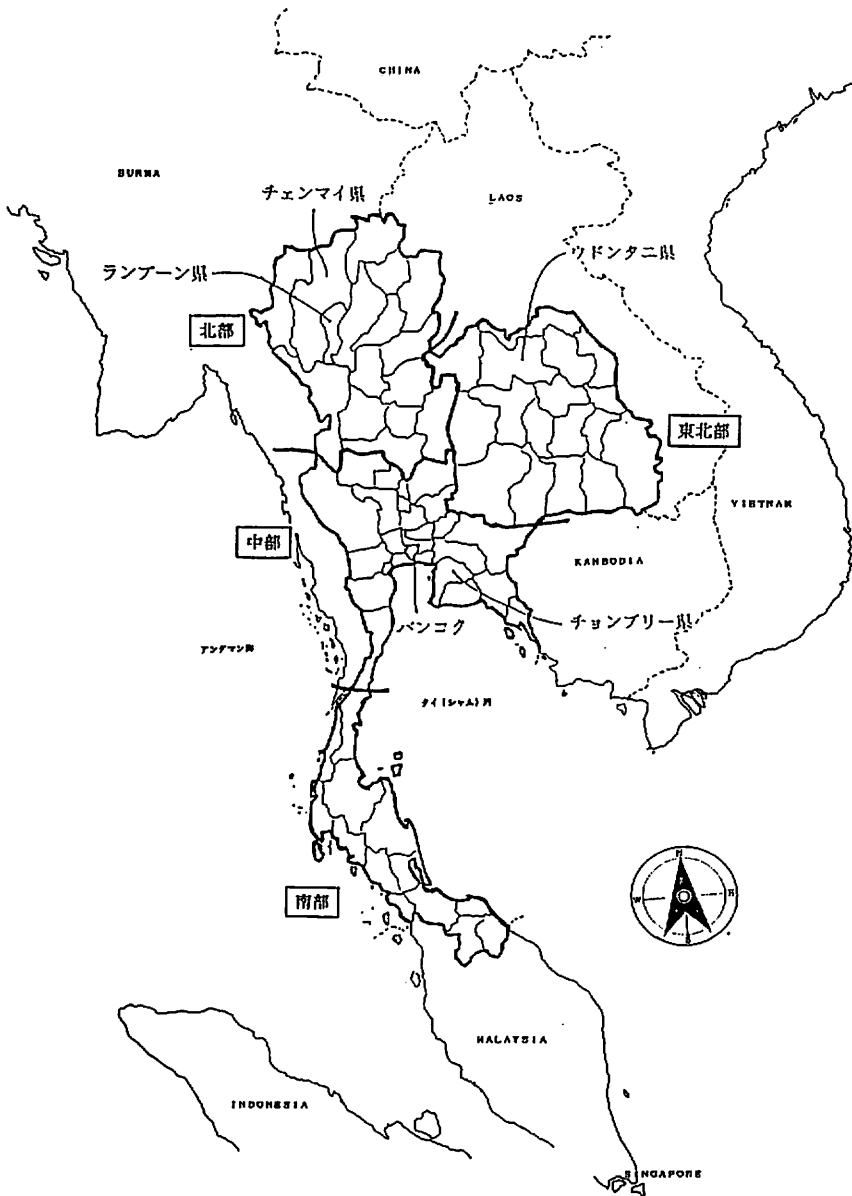 CHINA
BURMA
チェンマイ県
LAOS
ランプーン県
ウドンタニ県
北部
東北部
VIETNAM
中部
KAMBODIA
バンコク
チョンブリー県
アンダマン海
タイ(シャム)湾
N
W
E
S
南部
MALAYSIA
INDONESIA
SINGAPORE